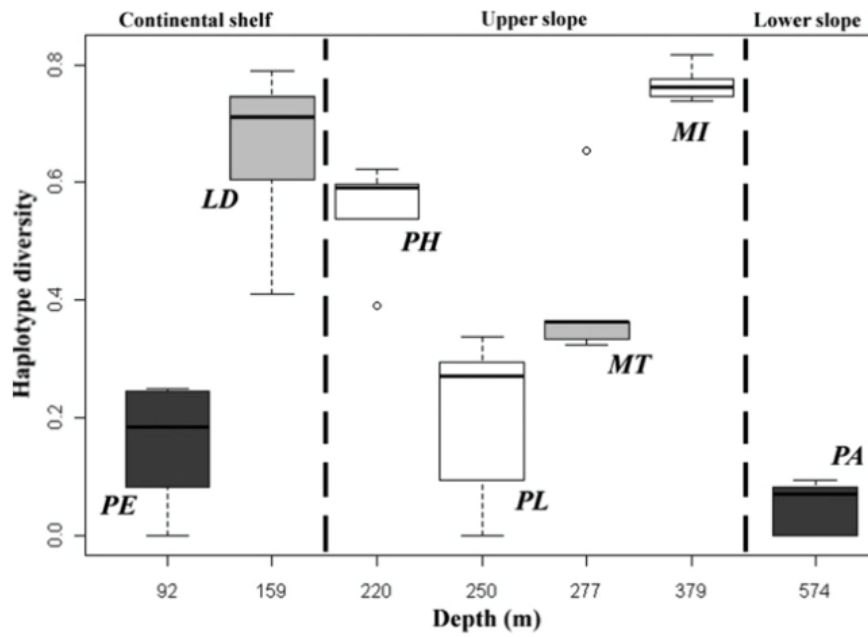 Continental shelf Upper slope Lower slope
Haplotype diversity
0.8
0.6
0.4
0.2
0.0
LD
PH
MI
MT
PE
PL
PA
92 159 220 250 277 379 574
Depth (m)